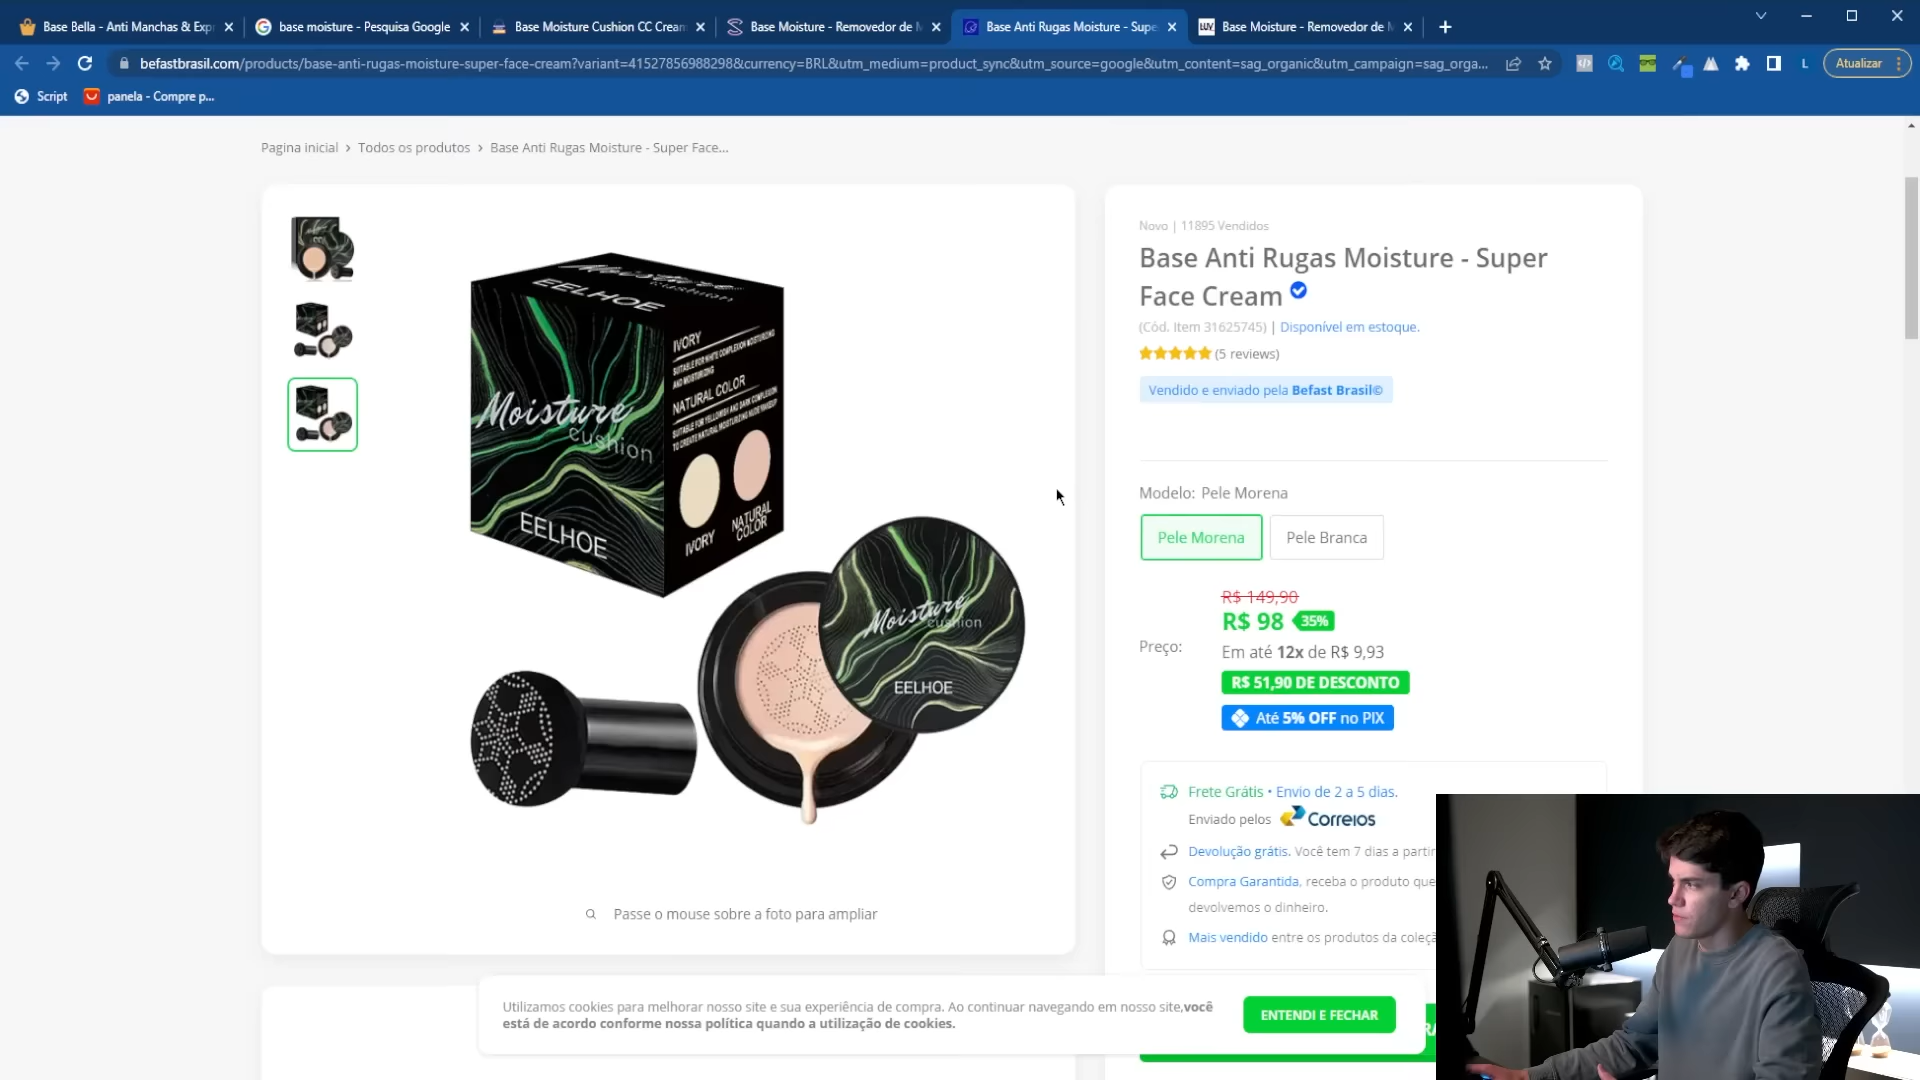 Base Bella - Anti Manchas & Exp
base moisture - Pesquisa Google
Base Moisture Cushion CC Cream
Base Moisture - Removedor de M
Base Anti Rugas Moisture - Supe
Base Moisture - Removedor de M
befastbrasil.com/products/base-anti-rugas-moisture-super-face-cream?variant=41527856988298&currency=BRL&utm_medium=product_sync&utm_source=google&utm_content=sag_organic&utm_campaign=sag_orga...
L
Atualizar
Script
panela - Compre p...
Pagina inicial › Todos os produtos › Base Anti Rugas Moisture - Super Face...
Moisture
cushion
EELHOE
IVORY
SUITABLE FOR WHITE COMPLEXION MOISTURIZING
AND MOISTURIZING
NATURAL COLOR
SUITABLE FOR YELLOWISH AND DARK COMPLEXION
TO CREATE NATURAL MOISTURIZING NUDE MAKEUP
Moisture
cushion
EELHOE
IVORY
NATURAL
COLOR
Moisture
cushion
EELHOE
Passe o mouse sobre a foto para ampliar
Novo | 11895 Vendidos
Base Anti Rugas Moisture - Super
Face Cream
(Cód. Item 31625745) | Disponível em estoque.
(5 reviews)
Vendido e enviado pela Befast Brasil©
Modelo: Pele Morena
Pele Morena
Pele Branca
Preço:
R$ 149,90
R$ 98 35%
Em até 12x de R$ 9,93
R$ 51,90 DE DESCONTO
Até 5% OFF no PIX
Frete Grátis • Envio de 2 a 5 dias.
Enviado pelos Correios
Devolução grátis. Você tem 7 dias a partir
Compra Garantida, receba o produto que
devolvemos o dinheiro.
Mais vendido entre os produtos da coleçã
Utilizamos cookies para melhorar nosso site e sua experiência de compra. Ao continuar navegando em nosso site,você
está de acordo conforme nossa política quando a utilização de cookies.
ENTENDI E FECHAR